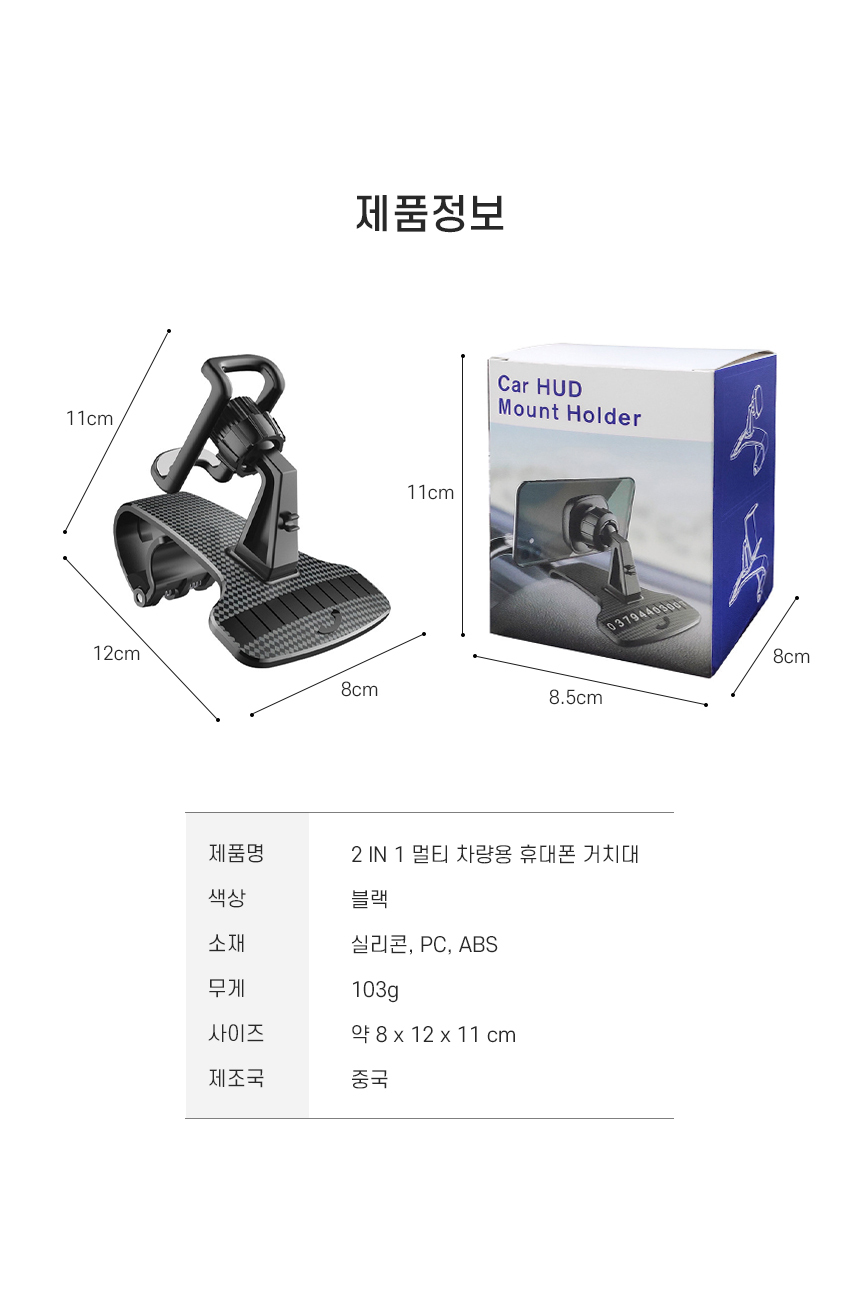 제품정보
11cm
12cm
8cm
Car HUD
Mount Holder
11cm
8.5cm
8cm
제품명 2 IN 1 멀티 차량용 휴대폰 거치대
색상 블랙
소재 실리콘, PC, ABS
무게 103g
사이즈 약 8 x 12 x 11 cm
제조국 중국